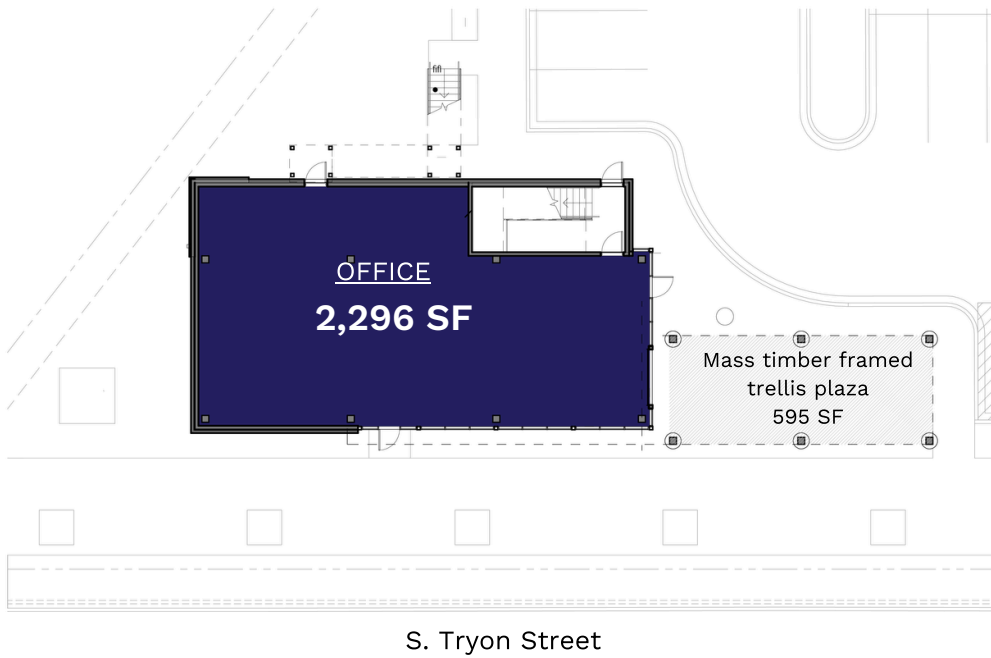 OFFICE
2,296 SF
Mass timber framed
trellis plaza
595 SF
S. Tryon Street